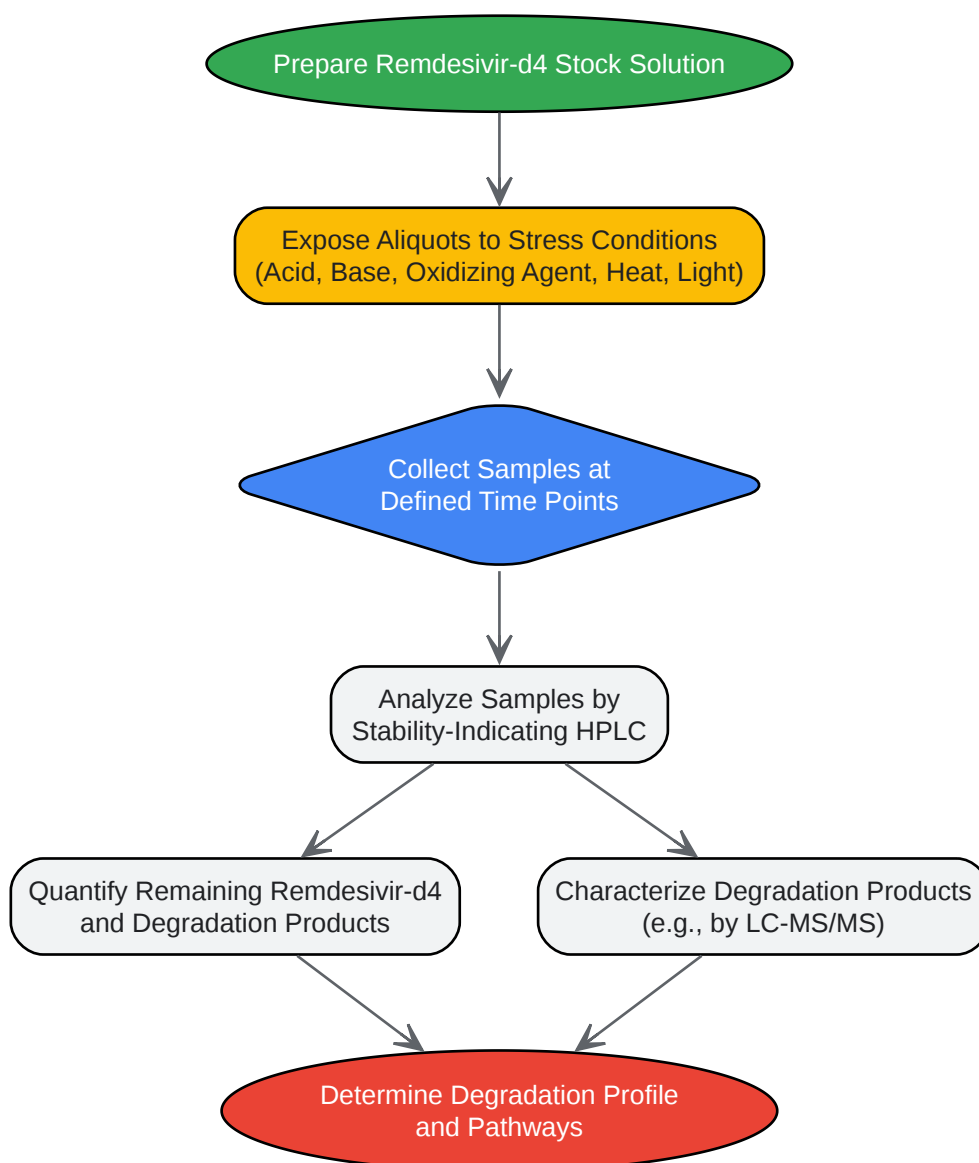 Prepare Remdesivir-d4 Stock Solution
Expose Aliquots to Stress Conditions
(Acid, Base, Oxidizing Agent, Heat, Light)
Collect Samples at
Defined Time Points
Analyze Samples by
Stability-Indicating HPLC
Quantify Remaining Remdesivir-d4
and Degradation Products
Characterize Degradation Products
(e.g., by LC-MS/MS)
Determine Degradation Profile
and Pathways